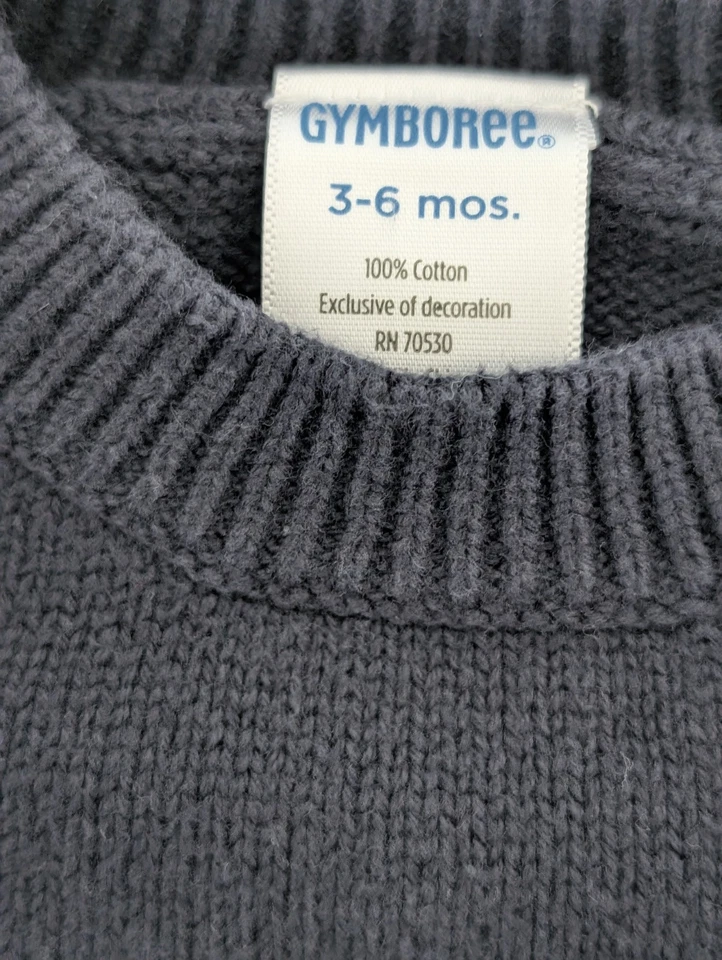 GYMBORee®
3-6 mos.
100% Cotton
Exclusive of decoration
RN 70530